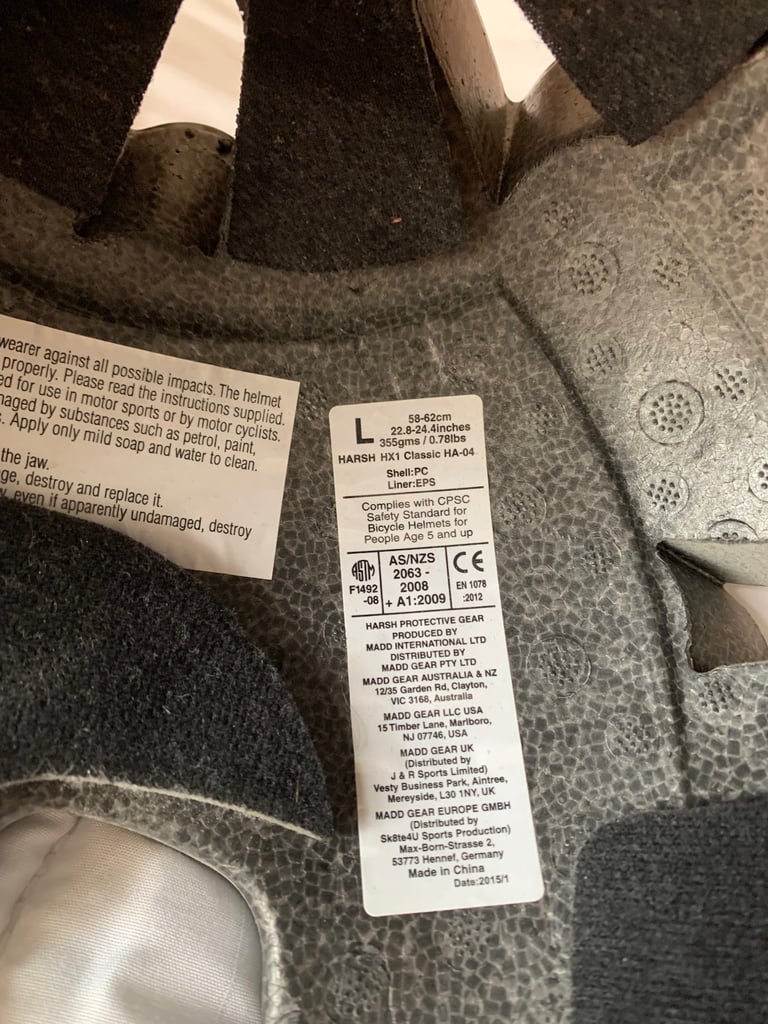 wearer against all possible impacts. The helmet
properly. Please read the instructions supplied.
ed for use in motor sports or by motor cyclists.
maged by substances such as petrol, paint,
s. Apply only mild soap and water to clean.
the jaw.
ge, destroy and replace it.
even if apparently undamaged, destroy
L
58-62cm
22.8-24.4inches
355gms / 0.78lbs
HARSH HX1 Classic HA-04
Shell:PC
Liner:EPS
Complies with CPSC
Safety Standard for
Bicycle Helmets for
People Age 5 and up
ASTM
F1492
-08
AS/NZS
2063 -
2008
+ A1:2009
CE
EN 1078
:2012
HARSH PROTECTIVE GEAR
PRODUCED BY
MADD INTERNATIONAL LTD
DISTRIBUTED BY
MADD GEAR PTY LTD
MADD GEAR AUSTRALIA & NZ
12/35 Garden Rd, Clayton,
VIC 3168, Australia
MADD GEAR LLC USA
15 Timber Lane, Marlboro,
NJ 07746, USA
MADD GEAR UK
(Distributed by
J & R Sports Limited)
Vesty Business Park, Aintree,
Mereyside, L30 1NY, UK
MADD GEAR EUROPE GMBH
(Distributed by
Sk8te4U Sports Production)
Max-Born-Strasse 2,
53773 Hennef, Germany
Made in China
Date:2015/1